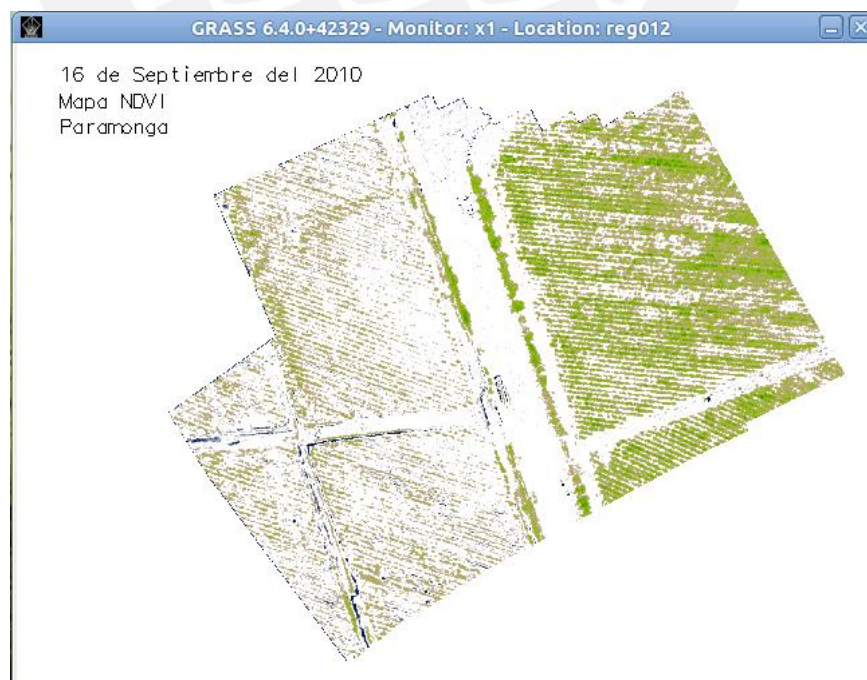 GRASS 6.4.0+42329 - Monitor: x1 - Location: reg012
16 de Septiembre del 2010
Mapa NDVI
Paramonga